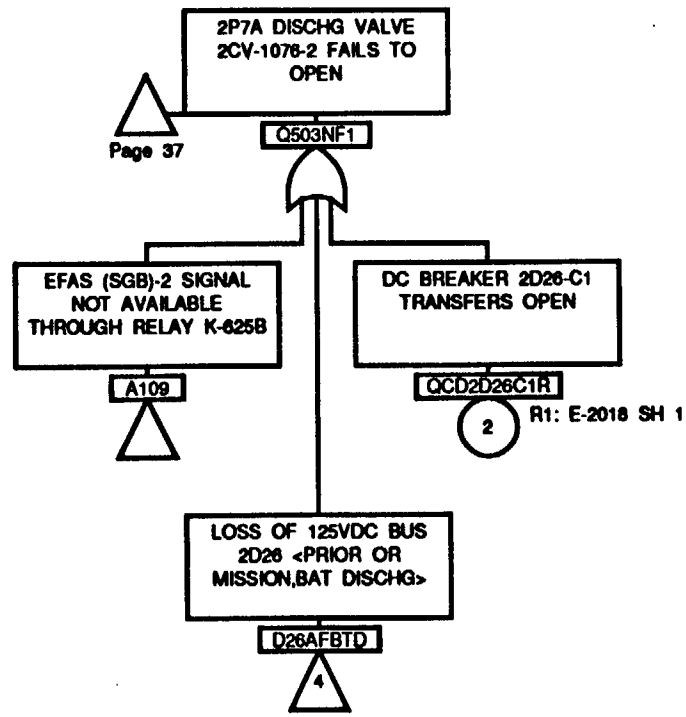 2P7A DISCHG VALVE
2CV-1076-2 FAILS TO
OPEN
Page 37
Q503NF1
EFAS (SGB)-2 SIGNAL
NOT AVAILABLE
THROUGH RELAY K-625B
A109
DC BREAKER 2D26-C1
TRANSFERS OPEN
QCD2D26C1R
2
R1: E-2018 SH 1
LOSS OF 125VDC BUS
2D26 <PRIOR OR
MISSION,BAT DISCHG>
D26AFBTD
4